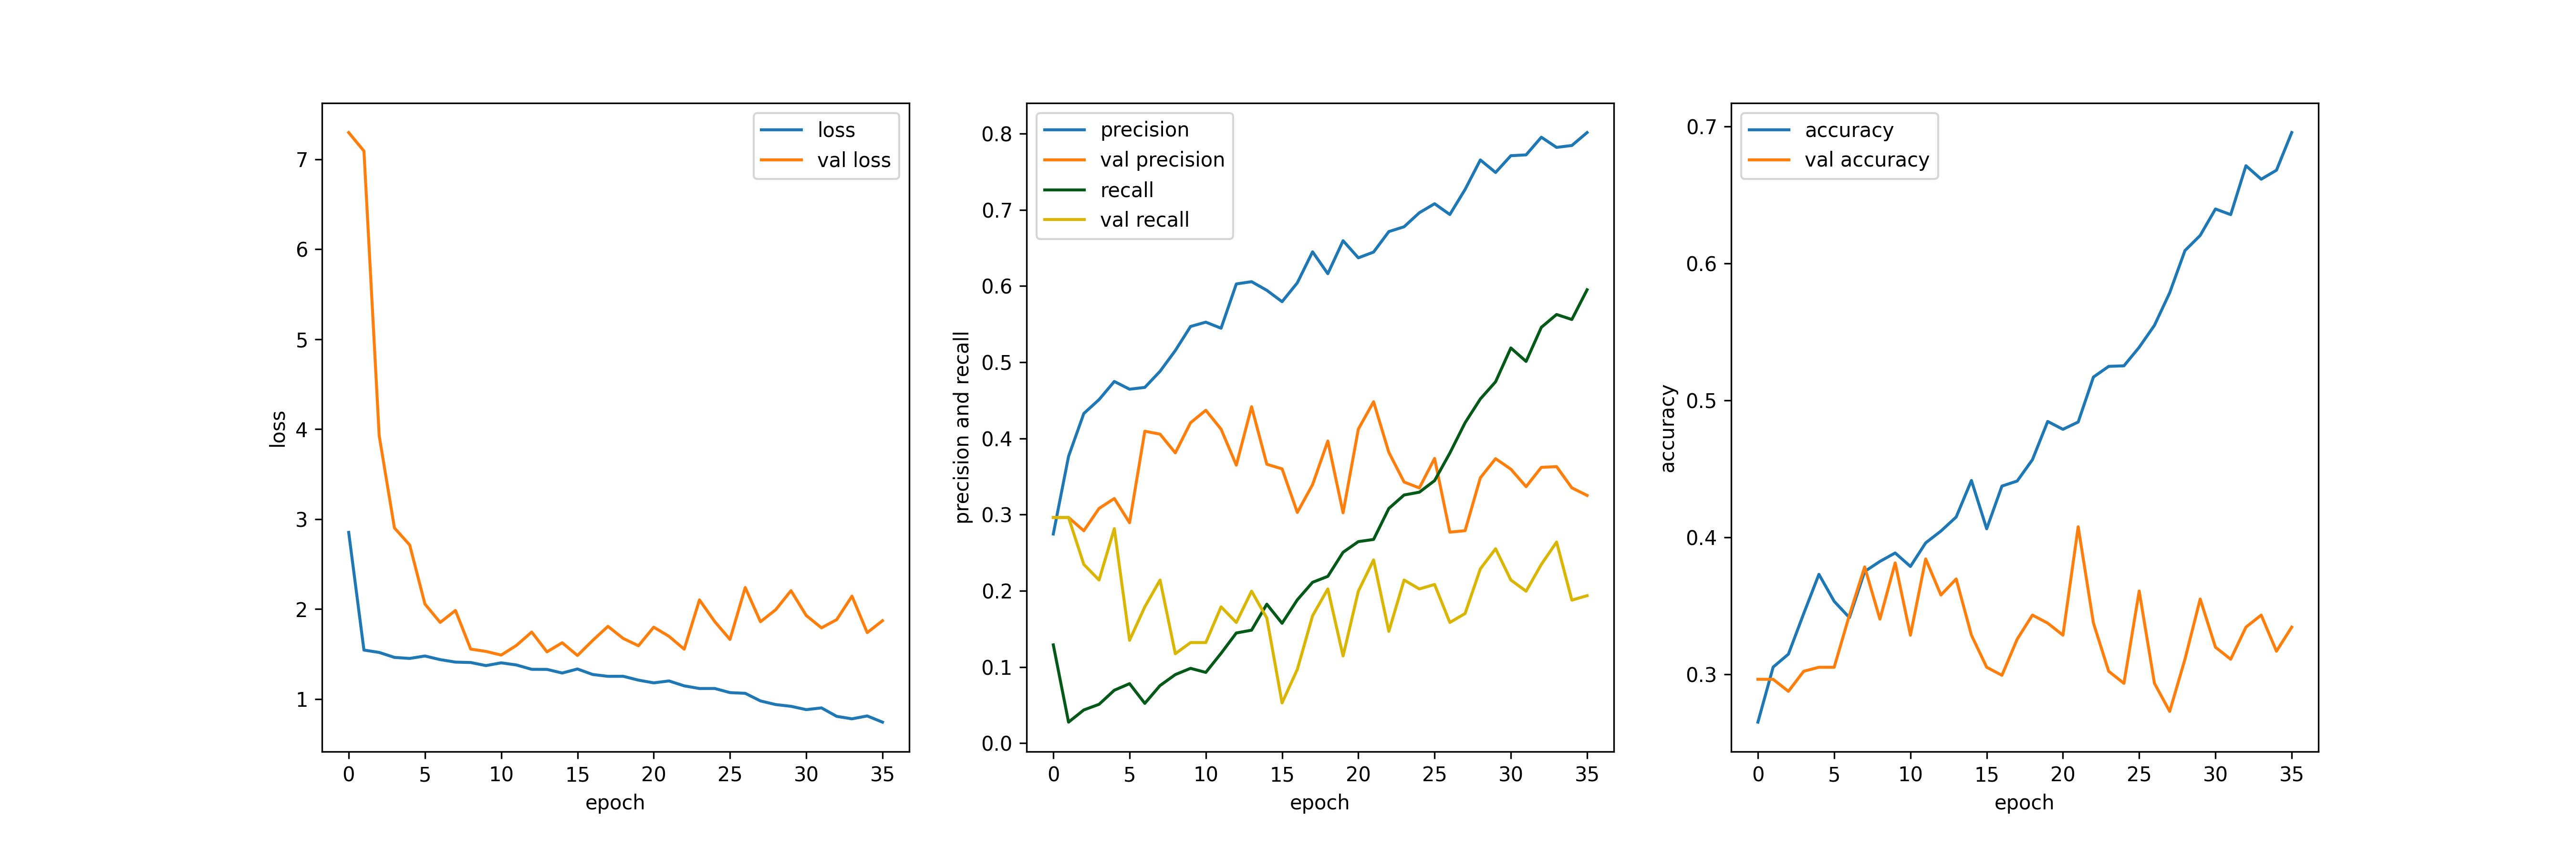 loss
val loss
7
6
5
4
3
2
1
loss
0 5 10 15 20 25 30 35
epoch
precision
val precision
recall
val recall
0.8
0.7
0.6
0.5
0.4
0.3
0.2
0.1
0.0
precision and recall
0 5 10 15 20 25 30 35
epoch
accuracy
val accuracy
0.7
0.6
0.5
0.4
0.3
accuracy
0 5 10 15 20 25 30 35
epoch